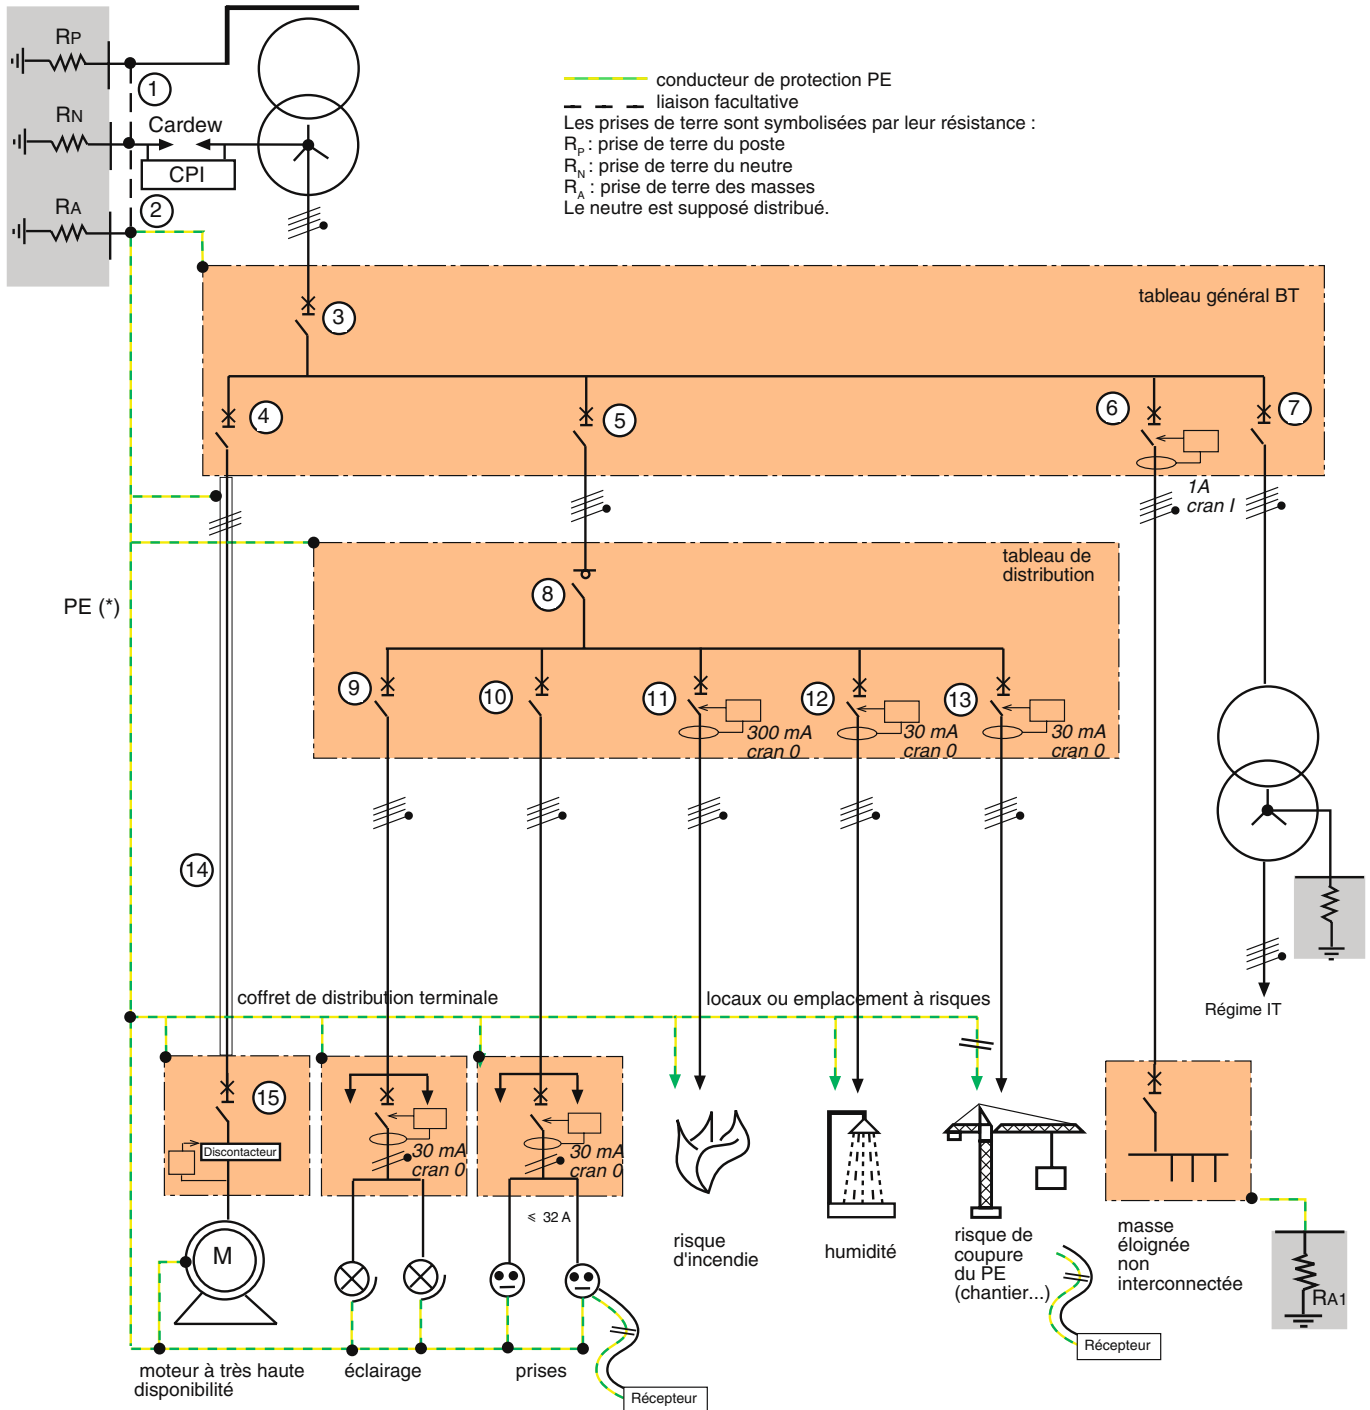 RP
1
RN
Cardew
CPI
RA
2
conducteur de protection PE
liaison facultative
Les prises de terre sont symbolisées par leur résistance :
RP : prise de terre du poste
RN : prise de terre du neutre
RA : prise de terre des masses
Le neutre est supposé distribué.
tableau général BT
3
4
5
6
7
1A
cran I
tableau de
distribution
8
PE (*)
9
10
11
12
13
300 mA
cran 0
30 mA
cran 0
30 mA
cran 0
14
coffret de distribution terminale
locaux ou emplacement à risques
Régime IT
15
Discontacteur
30 mA
cran 0
30 mA
cran 0
≤ 32 A
M
risque
d'incendie
humidité
risque de
coupure
du PE
(chantier...)
masse
éloignée
non
interconnectée
RA1
Récepteur
moteur à très haute
disponibilité
éclairage
prises
Récepteur